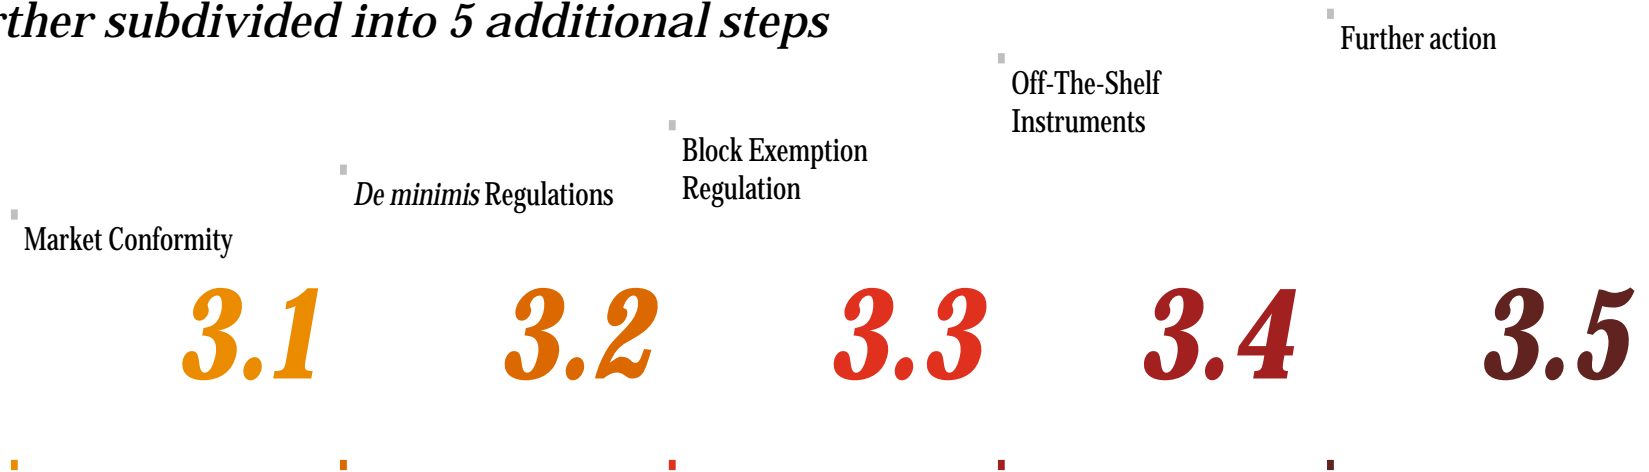 rther subdivided into 5 additional steps
Further action
Off-The-Shelf
Instruments
Block Exemption
Regulation
De minimis Regulations
Market Conformity
3.1 3.2 3.3 3.4 3.5